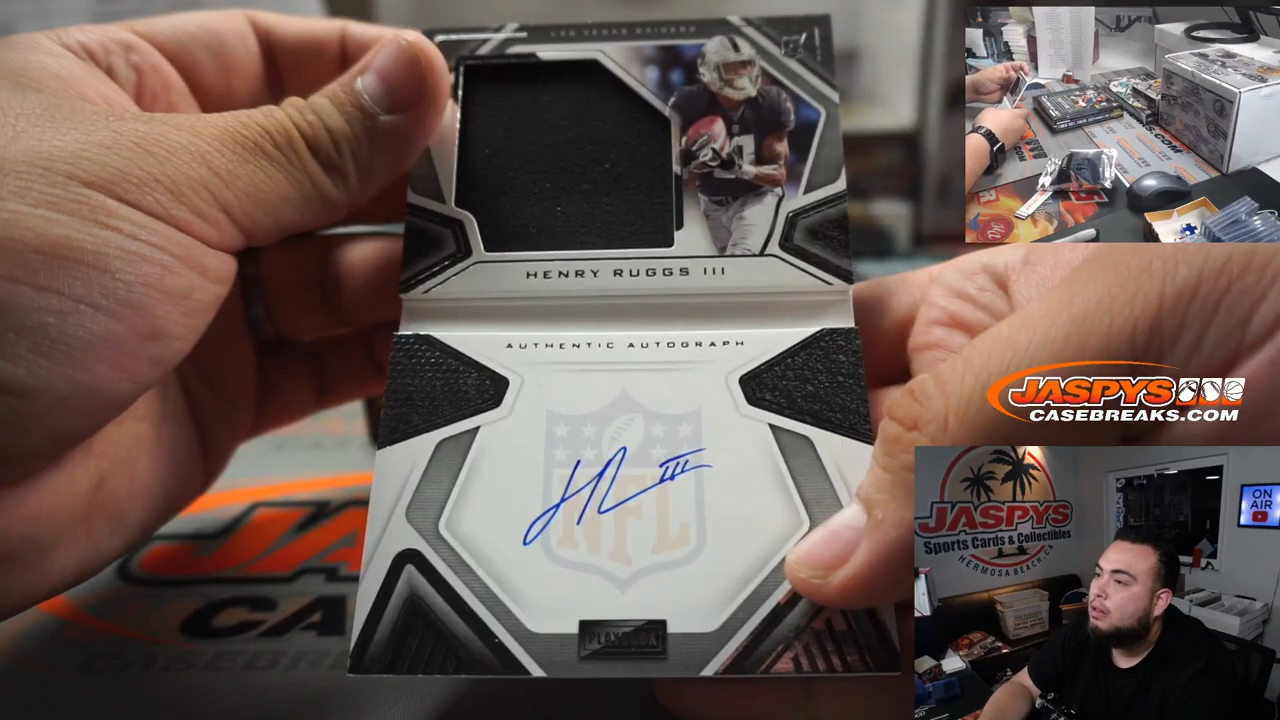 LAS VEGAS RAIDERS
HENRY RUGGS III
AUTHENTIC AUTOGRAPH
NFL
PLAYBOOK
JASPYS
CASEBREAKS.COM
JASPYS
Sports Cards & Collectibles
HERMOSA BEACH, CA
ON
AIR